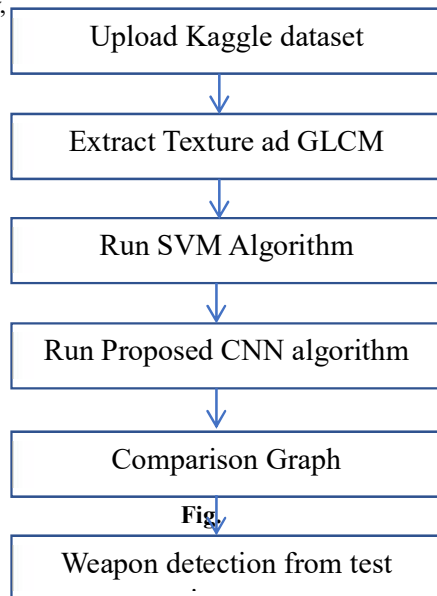 Upload Kaggle dataset
Extract Texture ad GLCM
Run SVM Algorithm
Run Proposed CNN algorithm
Comparison Graph
Fig.
Weapon detection from test